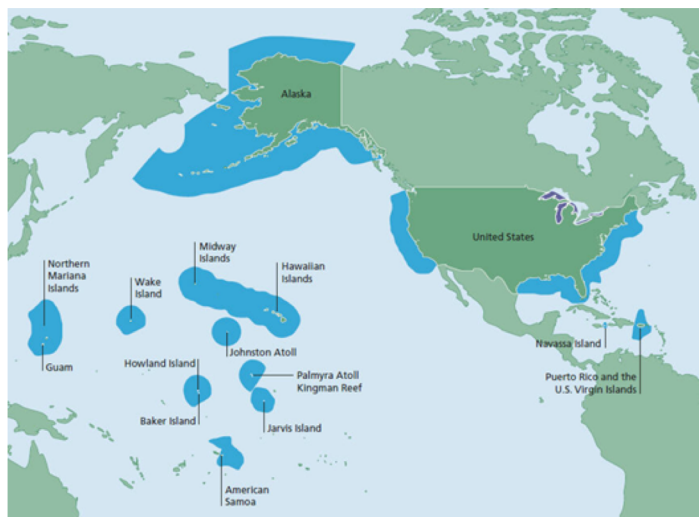 Alaska
United States
Northern
Mariana
Islands
Wake
Island
Midway
Islands
Hawaiian
Islands
Guam
Johnston Atoll
Howland Island
Palmyra Atoll
Kingman Reef
Baker Island
Jarvis Island
American
Samoa
Navassa Island
Puerto Rico and the
U.S. Virgin Islands